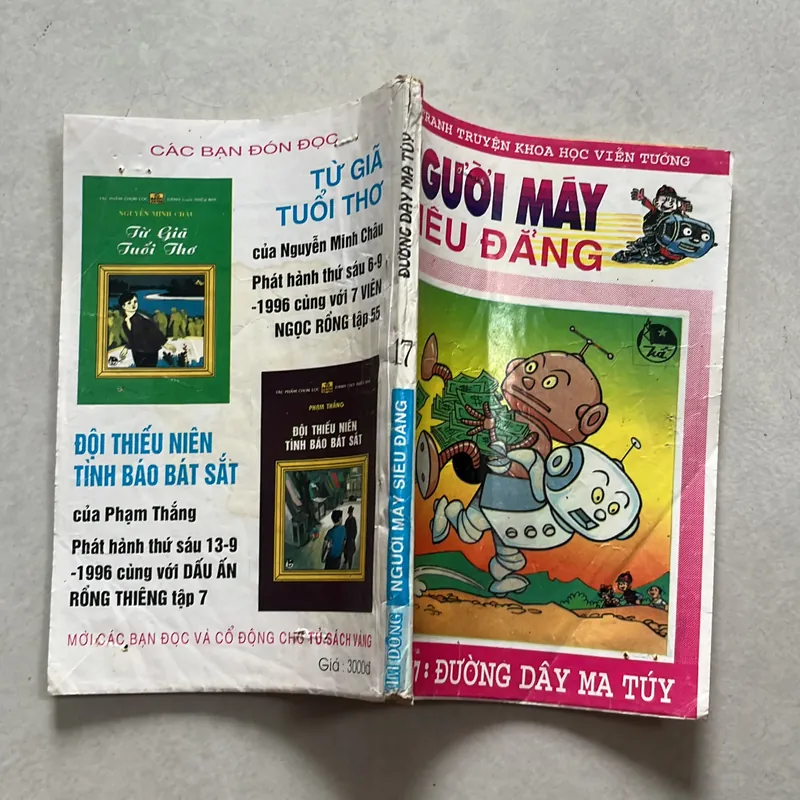 CÁC BẠN ĐÓN ĐỌC
TỪ GIÃ
TUỔI THƠ
của Nguyễn Minh Châu
Phát hành thứ sáu 6-9
-1996 cùng với 7 VIÊN
NGỌC RỒNG tập 55
NGUYỄN MINH CHÂU
Từ Giã
Tuổi Thơ
ĐỘI THIẾU NIÊN
TÌNH BÁO BÁT SẮT
của Phạm Thắng
Phát hành thứ sáu 13-9
-1996 cùng với DẤU ẤN
RỒNG THIÊNG tập 7
PHẠM THẮNG
ĐỘI THIẾU NIÊN
TÌNH BÁO BÁT SẮT
MỜI CÁC BẠN ĐỌC VÀ CỔ ĐỘNG CHO TỦ SÁCH VÀNG
Giá : 3000đ
ĐƯỜNG DÂY MA TÚY
17
NGƯỜI MÁY SIÊU ĐẲNG
KIM ĐỒNG
TRANH TRUYỆN KHOA HỌC VIỄN TƯỞNG
GƯỜI MÁY
IÊU ĐẲNG
7: ĐƯỜNG DÂY MA TÚY